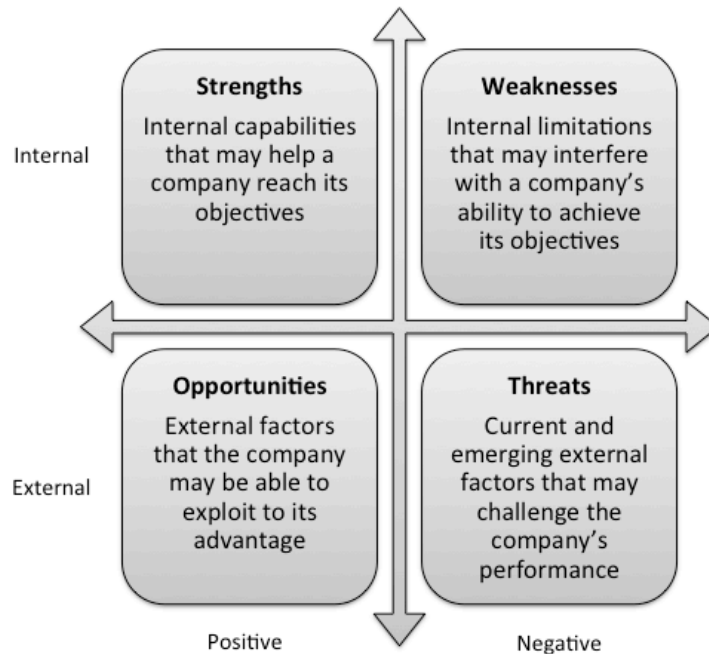 Strengths
Internal capabilities
that may help a
company reach its
objectives
Weaknesses
Internal limitations
that may interfere
with a company’s
ability to achieve
its objectives
Internal
Opportunities
External factors
that the company
may be able to
exploit to its
advantage
Threats
Current and
emerging external
factors that may
challenge the
company’s
performance
External
Positive
Negative